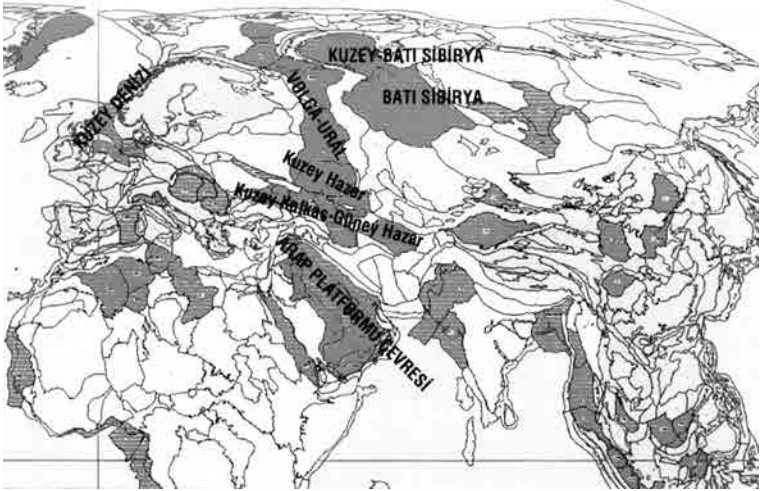 KUZEY-BATI SİBİRYA
KUZEY DENİZİ
VOLGA-URAL
BATI SİBİRYA
Kuzey Hazer
Kuzey Kafkas-Güney Hazar
ARAP PLATFORMU ÇEVRESİ